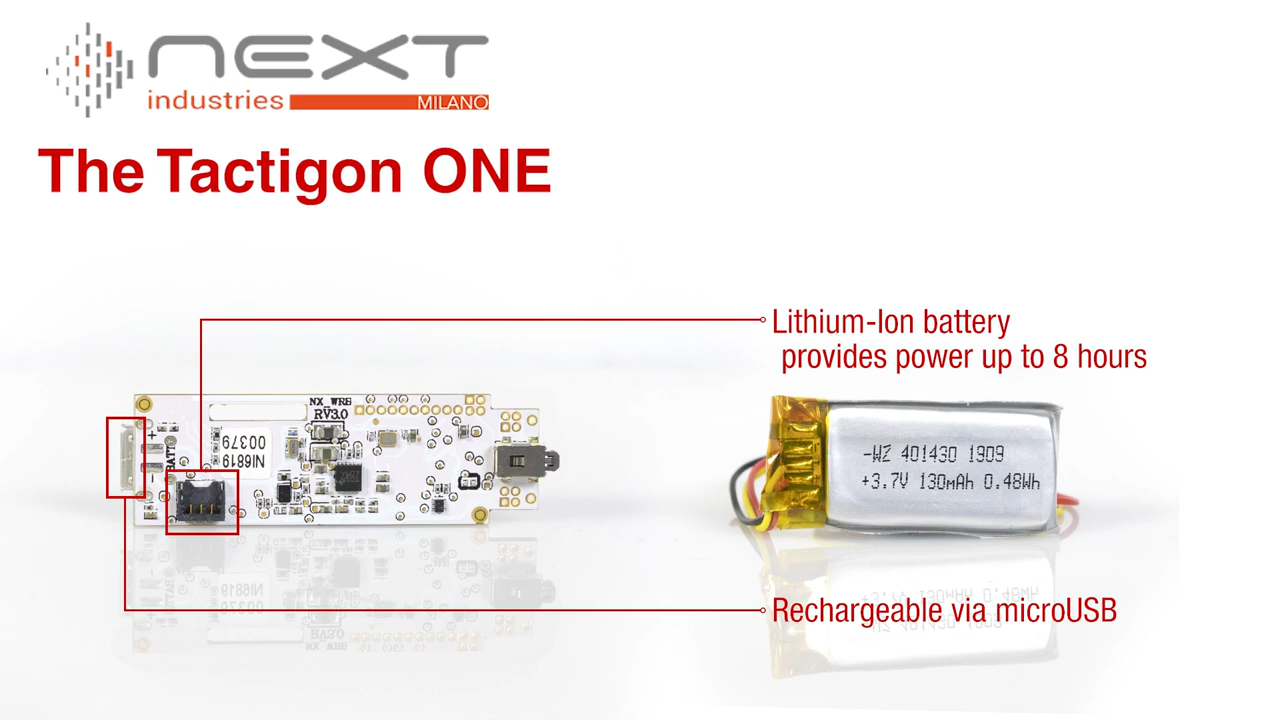 NEXT
industries MILANO
The Tactigon ONE
Lithium-Ion battery
provides power up to 8 hours
NX_WRB
RV3.0
+
BATT
-
NI6819
00379
-WZ 401430 1909
+3.7V 130mAh 0.48Wh
Rechargeable via microUSB